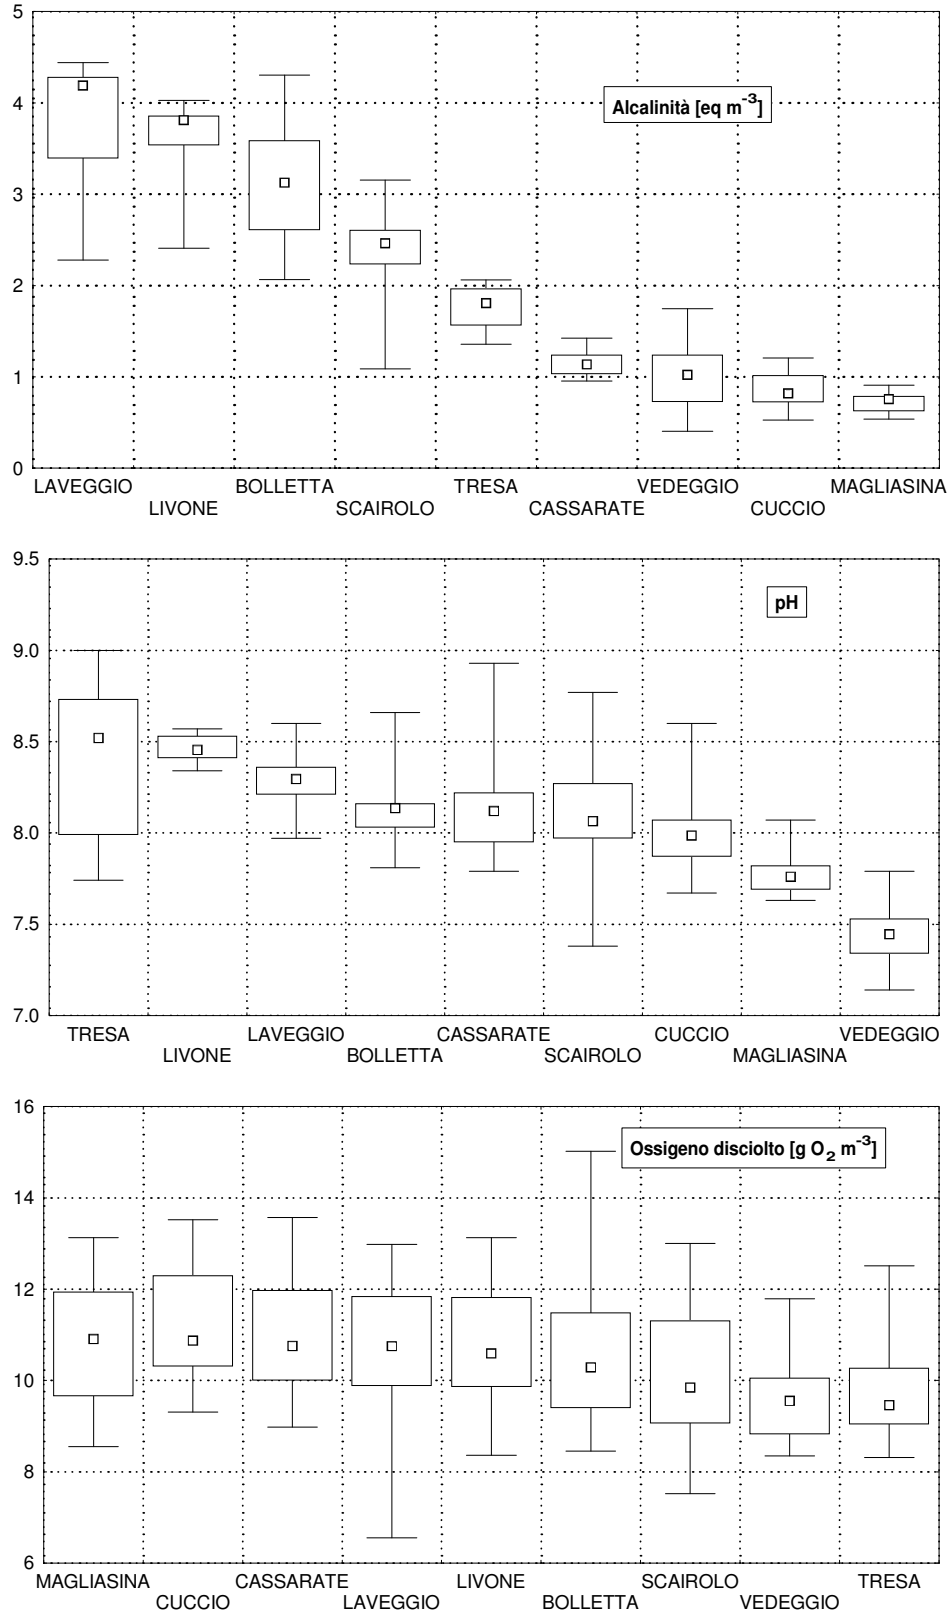 5
4
3
2
1
0
Alcalinità [eq m-3]
LAVEGGIO BOLLETTA TRESA VEDEGGIO MAGLIASINA
LIVONE SCAIROLO CASSARATE CUCCIO
9.5
9.0
8.5
8.0
7.5
7.0
pH
TRESA LAVEGGIO CASSARATE CUCCIO VEDEGGIO
LIVONE BOLLETTA SCAIROLO MAGLIASINA
16
14
12
10
8
6
Ossigeno disciolto [g O2 m-3]
MAGLIASINA CASSARATE LIVONE SCAIROLO TRESA
CUCCIO LAVEGGIO BOLLETTA VEDEGGIO